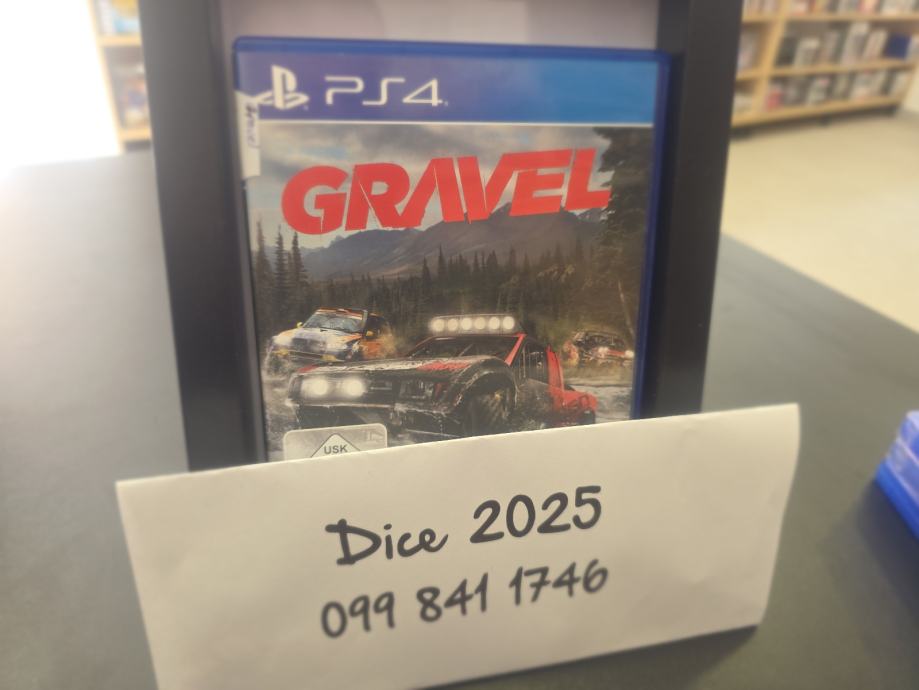 PS4
GRAVEL
USK
Dice 2025
099 841 1746